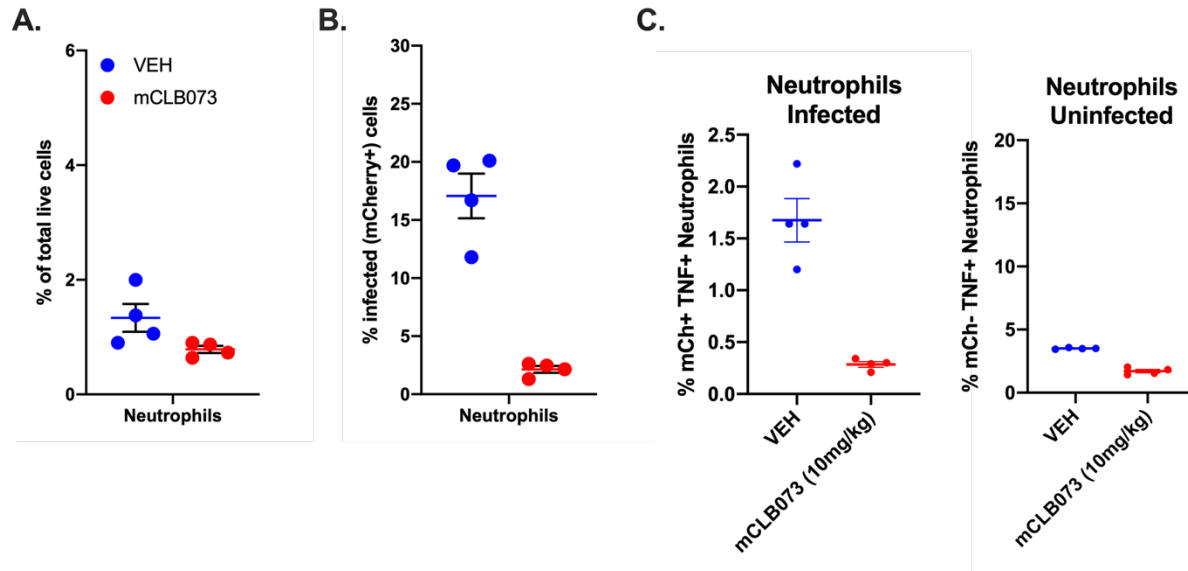 A.
% of total live cells
6
4
2
0
VEH
mCLB073
Neutrophils
B.
% infected (mCherry+) cells
30
25
20
15
10
5
0
Neutrophils
C.
Neutrophils
Infected
% mCh+ TNF+ Neutrophils
2.5
2.0
1.5
1.0
0.5
0.0
VEH
mCLB073 (10mg/kg)
Neutrophils
Uninfected
% mCh- TNF+ Neutrophils
20
15
10
5
0
VEH
mCLB073 (10mg/kg)